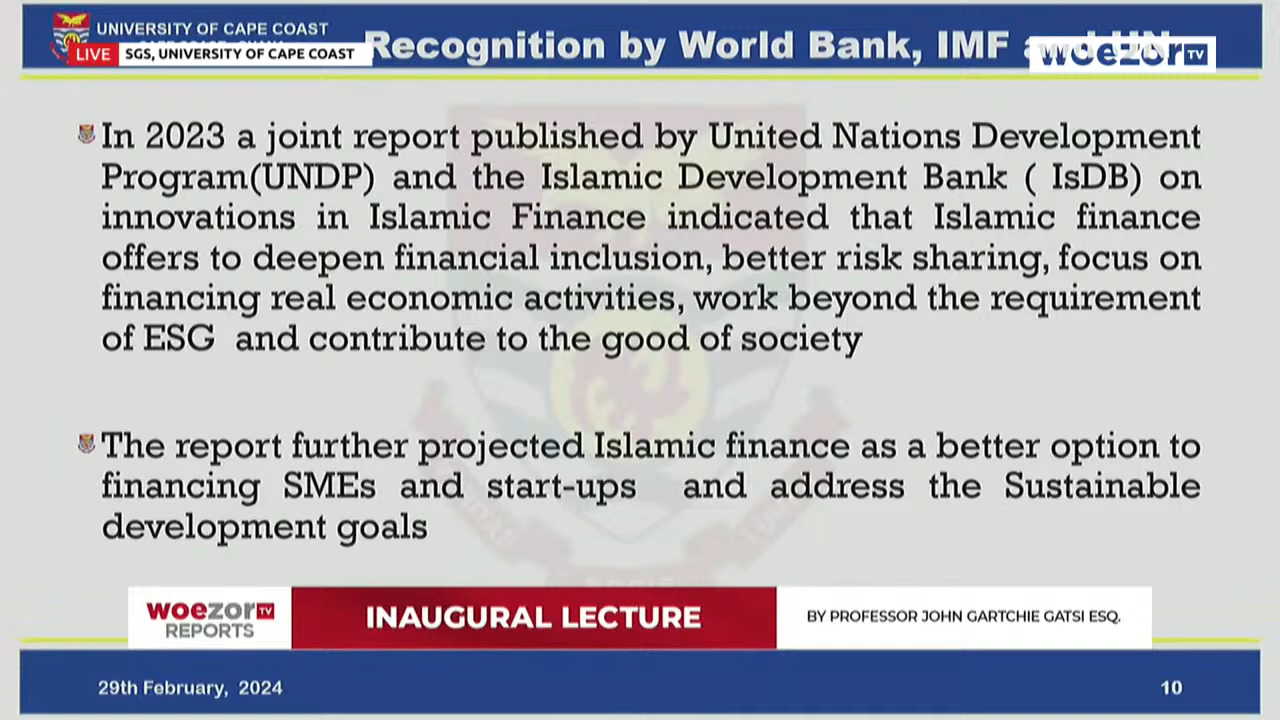 UNIVERSITY OF CAPE COAST
LIVE SGS, UNIVERSITY OF CAPE COAST
Recognition by World Bank, IMF and UN
woezor TV
In 2023 a joint report published by United Nations Development
Program(UNDP) and the Islamic Development Bank ( IsDB) on
innovations in Islamic Finance indicated that Islamic finance
offers to deepen financial inclusion, better risk sharing, focus on
financing real economic activities, work beyond the requirement
of ESG and contribute to the good of society
The report further projected Islamic finance as a better option to
financing SMEs and start-ups and address the Sustainable
development goals
woezor TV
REPORTS
INAUGURAL LECTURE
BY PROFESSOR JOHN GARTCHIE GATSI ESQ.
29th February, 2024
10